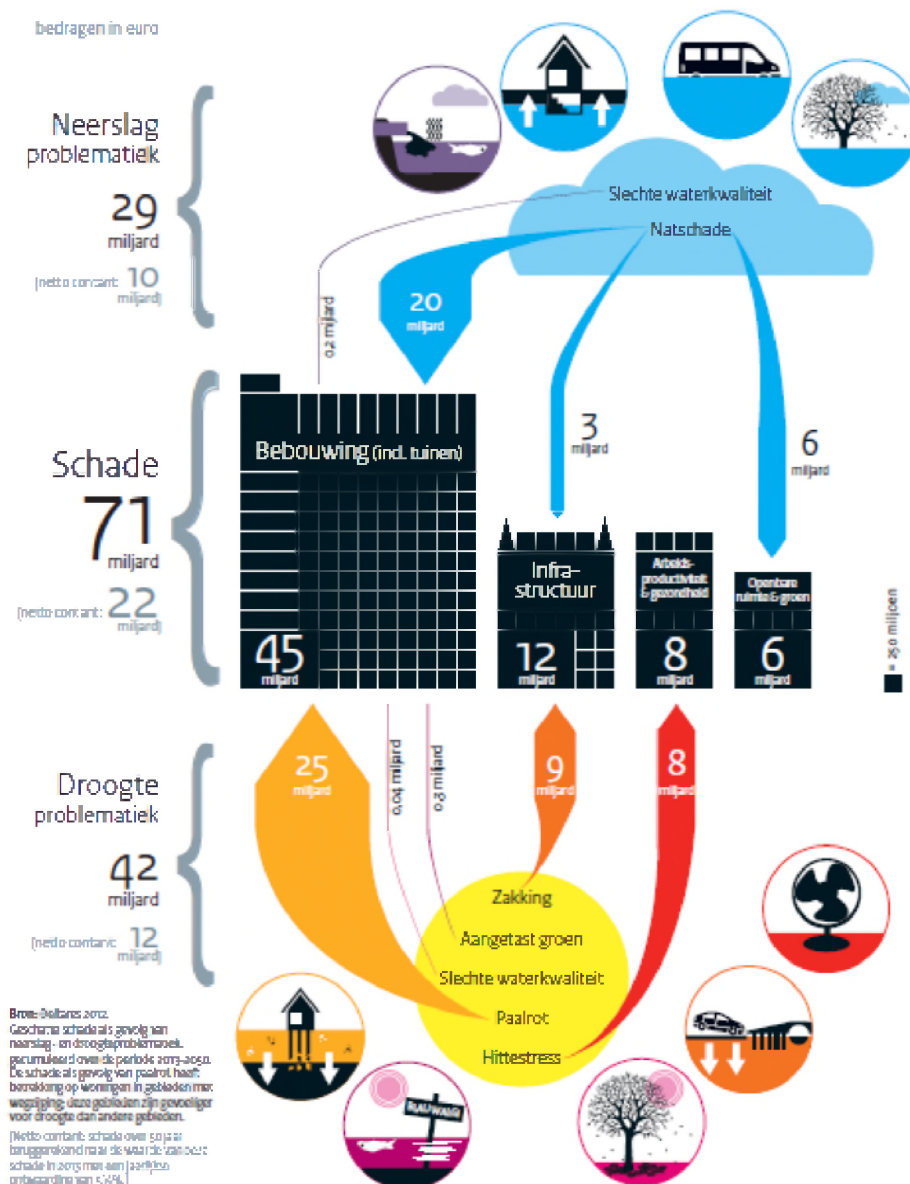 bedragen in euro
Neerslag
problematiek
29
miljard
(netto contant: 10
miljard)
Slechte waterkwaliteit
Natschade
0,2 miljard
20
miljard
3
miljard
6
miljard
Schade
71
miljard
(netto contant: 22
miljard)
Bebouwing (incl. tuinen)
45
miljard
Infra-
structuur
12
miljard
Arbeids-
productiviteit
& gezondheid
8
miljard
Openbare
ruimte & groen
6
miljard
= 250 miljoen
Droogte
problematiek
42
miljard
(netto contant: 12
miljard)
25
miljard
0,04 miljard
0,3 miljard
9
miljard
8
miljard
Zakking
Aangetast groen
Slechte waterkwaliteit
Paalrot
Hittestress
BLAUWALG
Bron: Deltares 2012.
Geschatte schade als gevolg van
neerslag- en droogteproblematiek,
gecumuleerd over de periode 2013-2050.
De schade als gevolg van paalrot heeft
betrekking op woningen in gebieden met
wegzijging; deze gebieden zijn gevoeliger
voor droogte dan andere gebieden.
(Netto contant: schade over 50 jaar
teruggerekend naar de waarde van deze
schade in 2013 met een jaarlijkse
ontwaarding van 5,5%.)